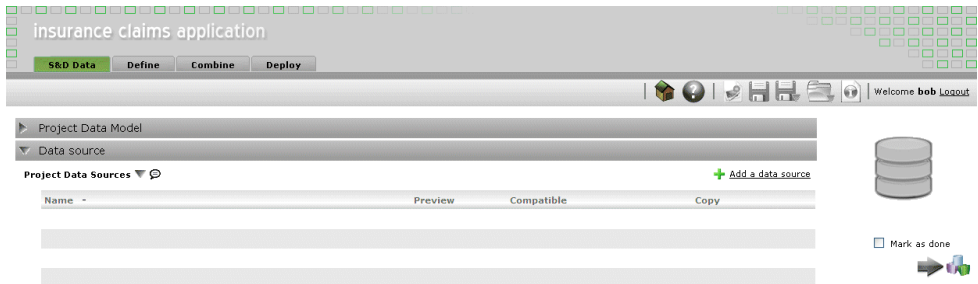 insurance claims application
S&D Data Define Combine Deploy
Welcome bob Logout
Project Data Model
Data source
Project Data Sources
Add a data source
Name Preview Compatible Copy
Mark as done